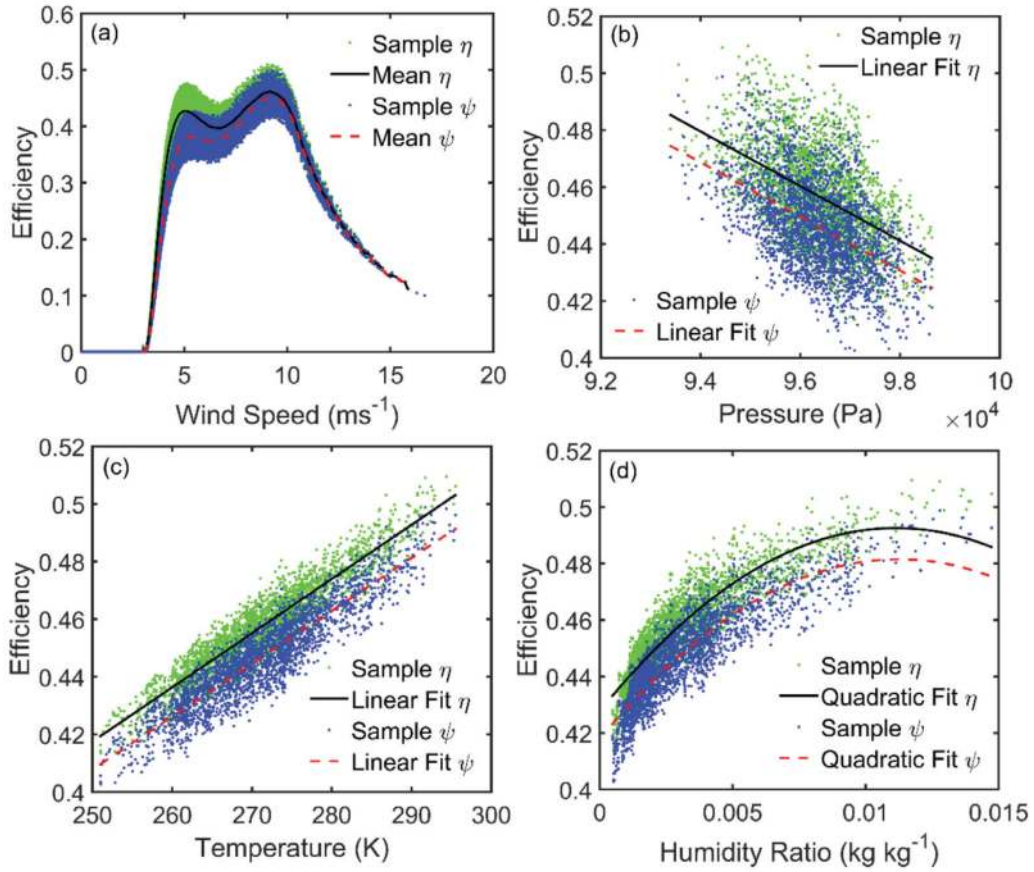 (a)
0.6
0.5
0.4
0.3
0.2
0.1
0
Efficiency
Sample η
Mean η
Sample ψ
Mean ψ
0 5 10 15 20
Wind Speed (ms⁻¹)
(b)
0.52
0.5
0.48
0.46
0.44
0.42
0.4
Efficiency
Sample η
Linear Fit η
Sample ψ
Linear Fit ψ
9.2 9.4 9.6 9.8 10
Pressure (Pa)
×10⁴
(c)
0.52
0.5
0.48
0.46
0.44
0.42
0.4
Efficiency
Sample η
Linear Fit η
Sample ψ
Linear Fit ψ
250 260 270 280 290 300
Temperature (K)
(d)
0.52
0.5
0.48
0.46
0.44
0.42
0.4
Efficiency
Sample η
Quadratic Fit η
Sample ψ
Quadratic Fit ψ
0 0.005 0.01 0.015
Humidity Ratio (kg kg⁻¹)